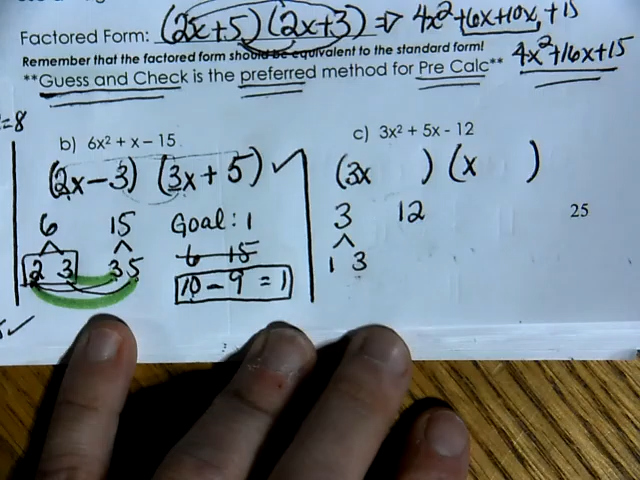 Factored Form: (2x+5)(2x+3) ⇒ 4x²+6x+10x+15
Remember that the factored form should be equivalent to the standard form!
4x²+16x+15
**Guess and Check is the preferred method for Pre Calc**
=8
b) 6x² + x – 15
(2x–3) (3x+5) ✓
6 15 Goal: 1
6 15
2 3 3 5
10 – 9 = 1
✓
c) 3x² + 5x - 12
(3x ) (x )
3 12
1 3
25